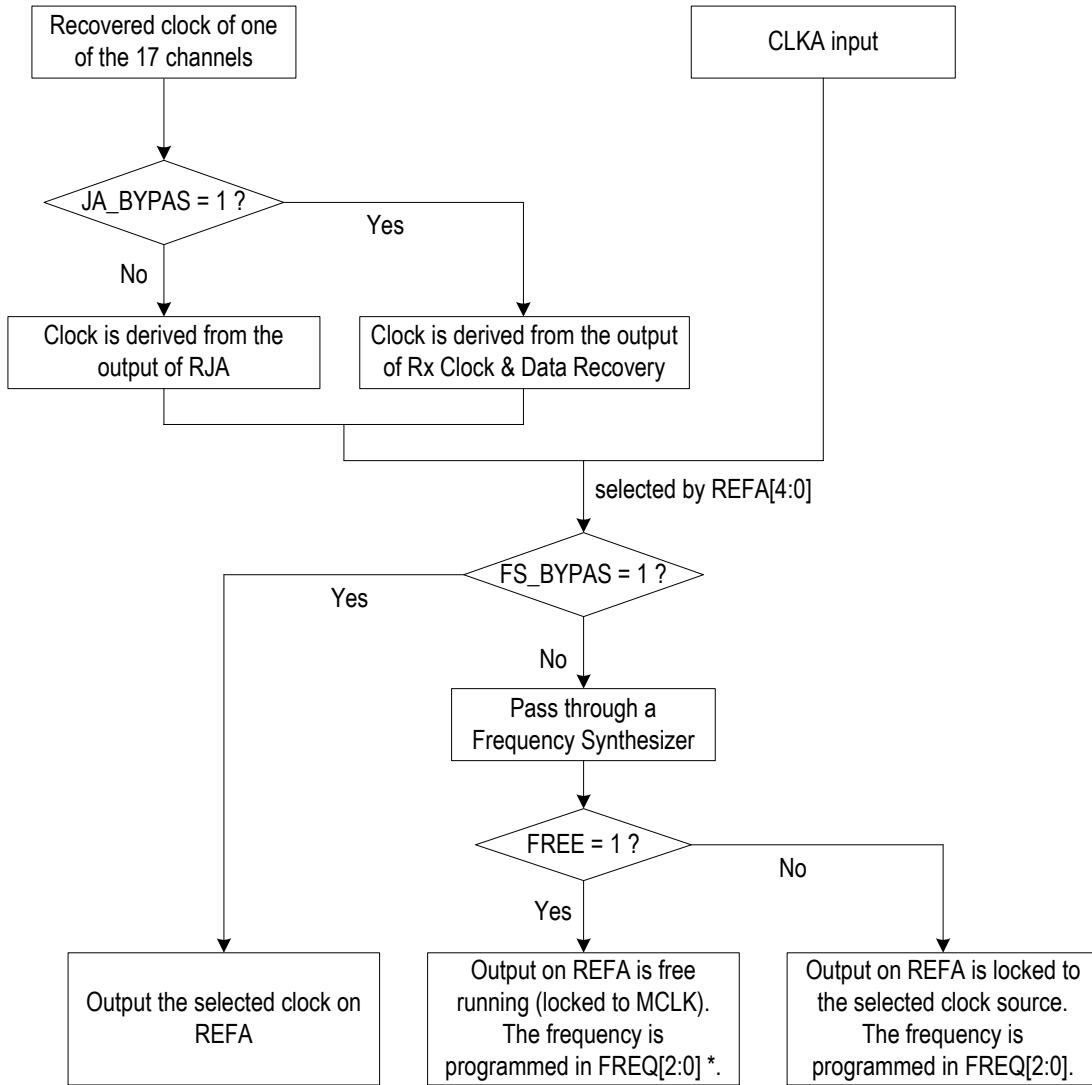 Recovered clock of one
of the 17 channels
CLKA input
JA_BYPAS = 1 ?
Yes
No
Clock is derived from the
output of RJA
Clock is derived from the output
of Rx Clock & Data Recovery
selected by REFA[4:0]
FS_BYPAS = 1 ?
Yes
No
Pass through a
Frequency Synthesizer
FREE = 1 ?
No
Yes
Output the selected clock on
REFA
Output on REFA is free
running (locked to MCLK).
The frequency is
programmed in FREQ[2:0] *.
Output on REFA is locked to
the selected clock source.
The frequency is
programmed in FREQ[2:0].